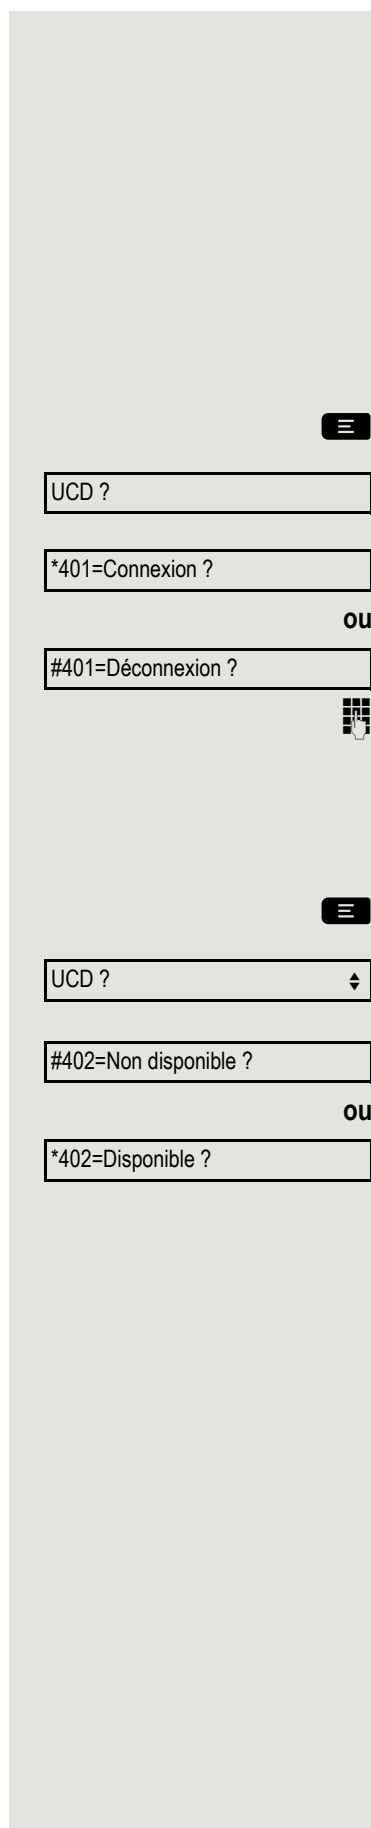 UCD ?
*401=Connexion ?
ou
#401=Déconnexion ?
UCD ?
#402=Non disponible ?
ou
*402=Disponible ?